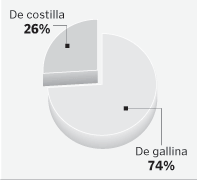 De costilla
26%
De gallina
74%